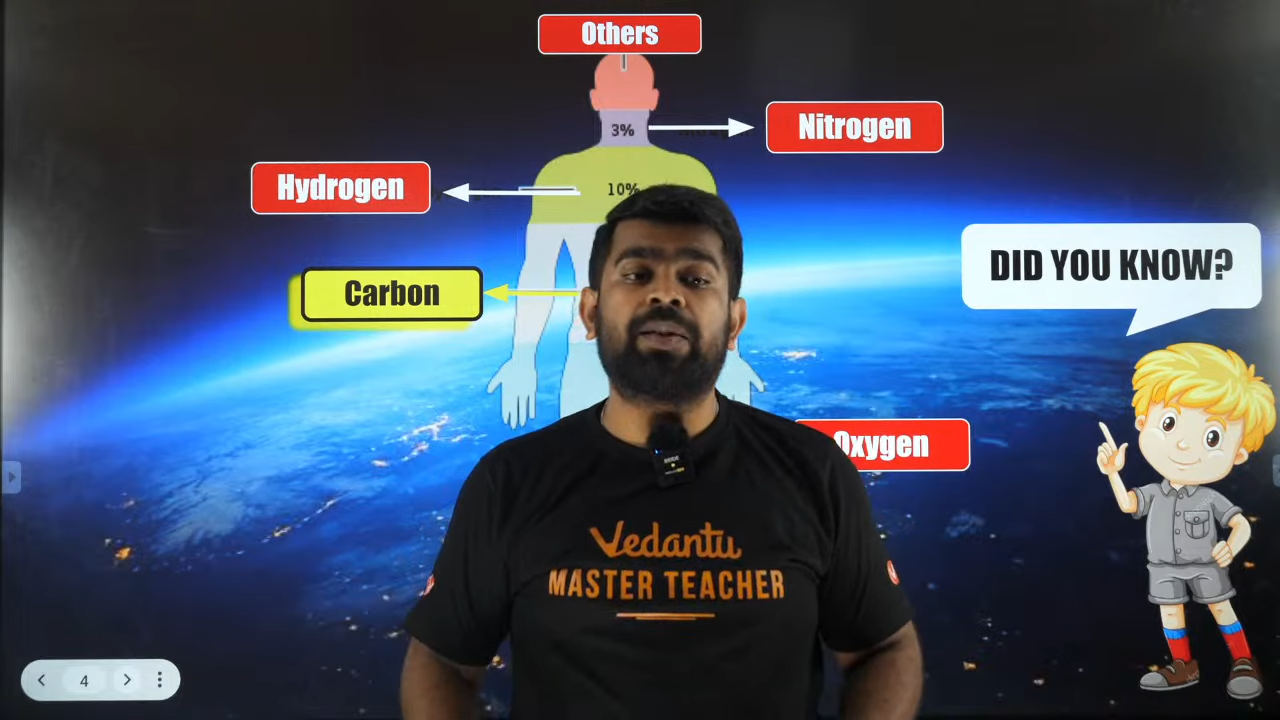 Others
3%
Nitrogen
Hydrogen
10%
DID YOU KNOW?
Carbon
Oxygen
Vedantu
MASTER TEACHER
4